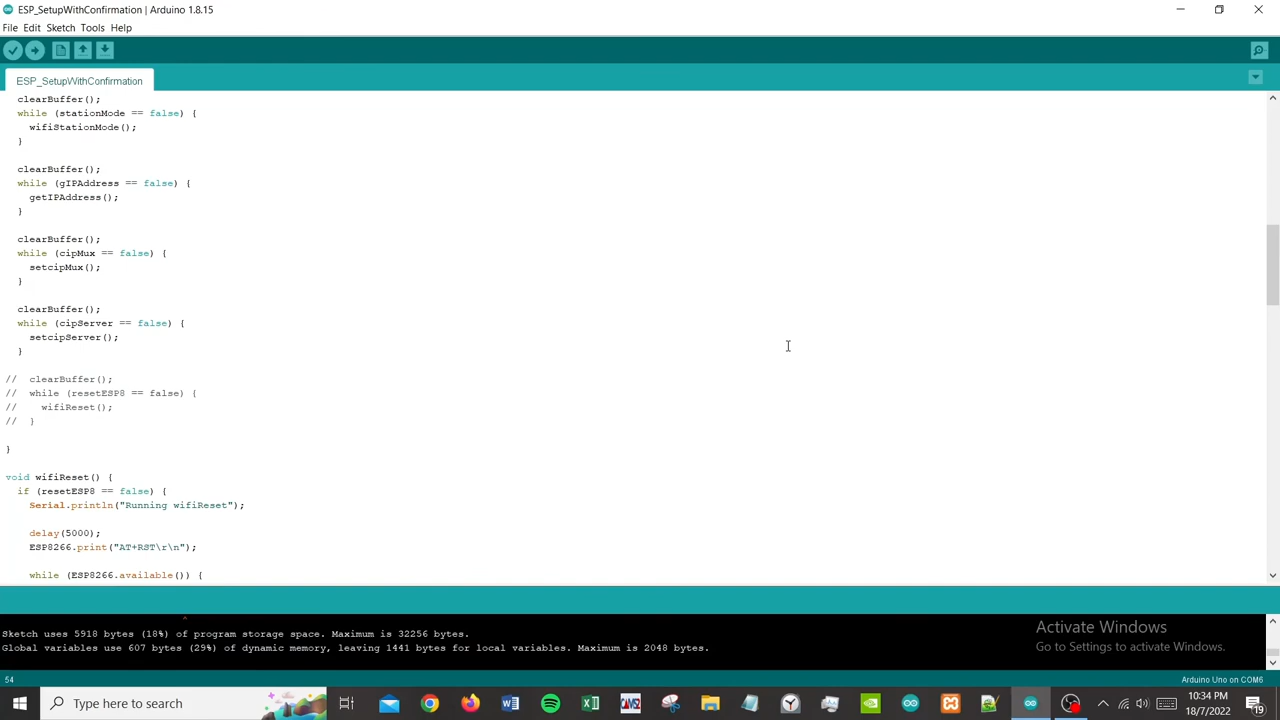 ESP_SetupWithConfirmation | Arduino 1.8.15
File Edit Sketch Tools Help
ESP_SetupWithConfirmation
clearBuffer();
while (stationMode == false) {
wifiStationMode();
}
clearBuffer();
while (gIPAddress == false) {
getIPAddress();
}
clearBuffer();
while (cipMux == false) {
setcipMux();
}
clearBuffer();
while (cipServer == false) {
setcipServer();
}
// clearBuffer();
// while (resetESP8 == false) {
// wifiReset();
// }
}
void wifiReset() {
if (resetESP8 == false) {
Serial.println("Running wifiReset");
delay(5000);
ESP8266.print("AT+RST\r\n");
while (ESP8266.available()) {
Sketch uses 5918 bytes (18%) of program storage space. Maximum is 32256 bytes.
Global variables use 607 bytes (29%) of dynamic memory, leaving 1441 bytes for local variables. Maximum is 2048 bytes.
Activate Windows
Go to Settings to activate Windows.
54
Arduino Uno on COM6
Type here to search
10:34 PM
18/7/2022
19